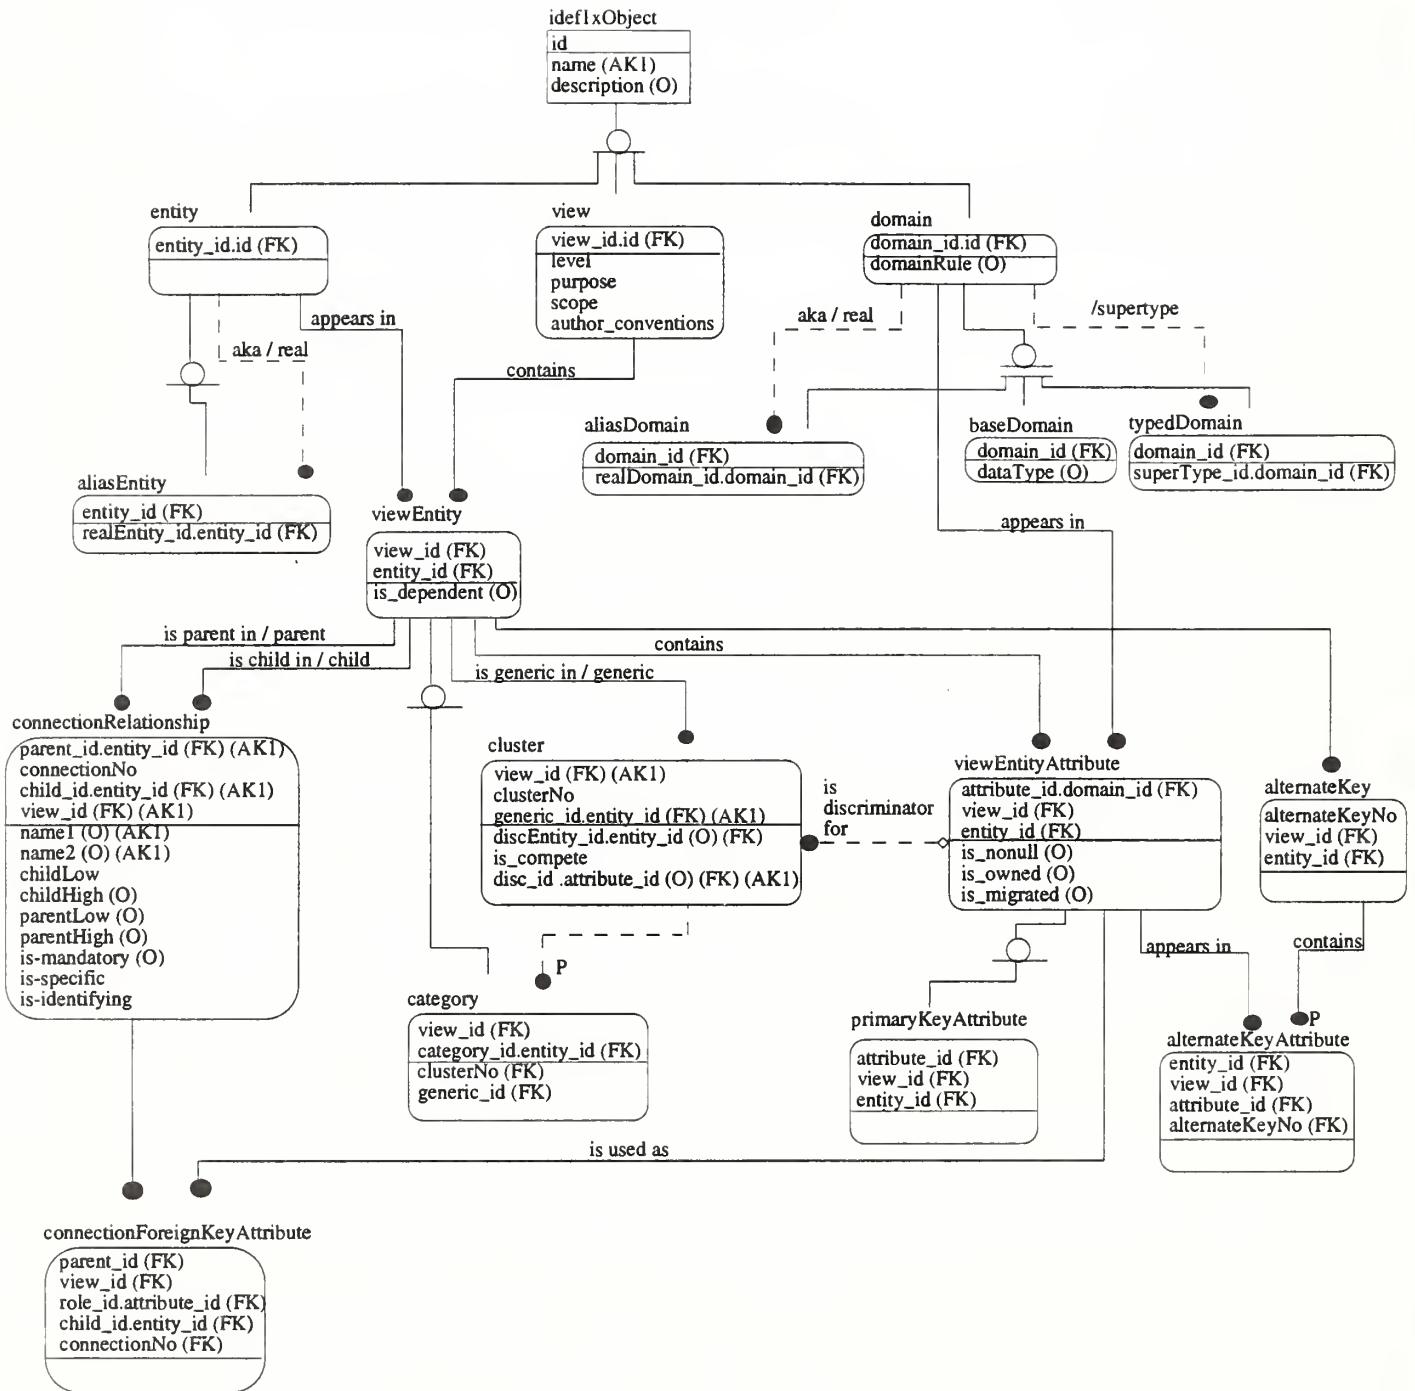 idef1xObject
id
name (AK1)
description (O)
entity
entity_id.id (FK)
view
view_id.id (FK)
level
purpose
scope
author_conventions
domain
domain_id.id (FK)
domainRule (O)
appears in
aka / real
contains
aka / real
/supertype
aliasDomain
domain_id (FK)
realDomain_id.domain_id (FK)
baseDomain
domain_id (FK)
dataType (O)
typedDomain
domain_id (FK)
superType_id.domain_id (FK)
aliasEntity
entity_id (FK)
realEntity_id.entity_id (FK)
viewEntity
view_id (FK)
entity_id (FK)
is_dependent (O)
appears in
is parent in / parent
is child in / child
contains
is generic in / generic
connectionRelationship
parent_id.entity_id (FK) (AK1)
connectionNo
child_id.entity_id (FK) (AK1)
view_id (FK) (AK1)
name1 (O) (AK1)
name2 (O) (AK1)
childLow
childHigh (O)
parentLow (O)
parentHigh (O)
is-mandatory (O)
is-specific
is-identifying
cluster
view_id (FK) (AK1)
clusterNo
generic_id.entity_id (FK) (AK1)
discEntity_id.entity_id (O) (FK)
is_compete
disc_id .attribute_id (O) (FK) (AK1)
is
discriminator
for
viewEntityAttribute
attribute_id.domain_id (FK)
view_id (FK)
entity_id (FK)
is_nonull (O)
is_owned (O)
is_migrated (O)
alternateKey
alternateKeyNo
view_id (FK)
entity_id (FK)
P
appears in
contains
P
category
view_id (FK)
category_id.entity_id (FK)
clusterNo (FK)
generic_id (FK)
primaryKeyAttribute
attribute_id (FK)
view_id (FK)
entity_id (FK)
alternateKeyAttribute
entity_id (FK)
view_id (FK)
attribute_id (FK)
alternateKeyNo (FK)
is used as
connectionForeignKeyAttribute
parent_id (FK)
view_id (FK)
role_id.attribute_id (FK)
child_id.entity_id (FK)
connectionNo (FK)